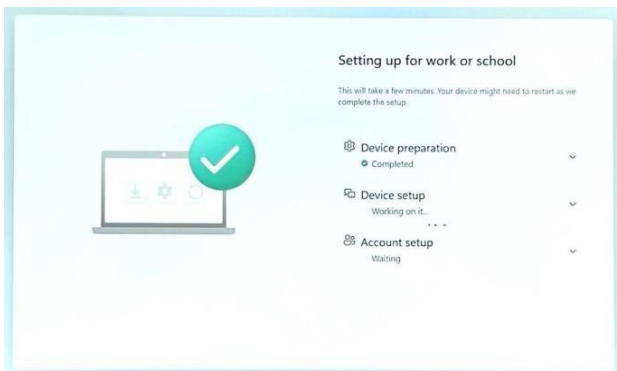 Setting up for work or school
This will take a few minutes. Your device might need to restart as we
complete the setup.
Device preparation
Completed
Device setup
Working on it...
Account setup
Waiting